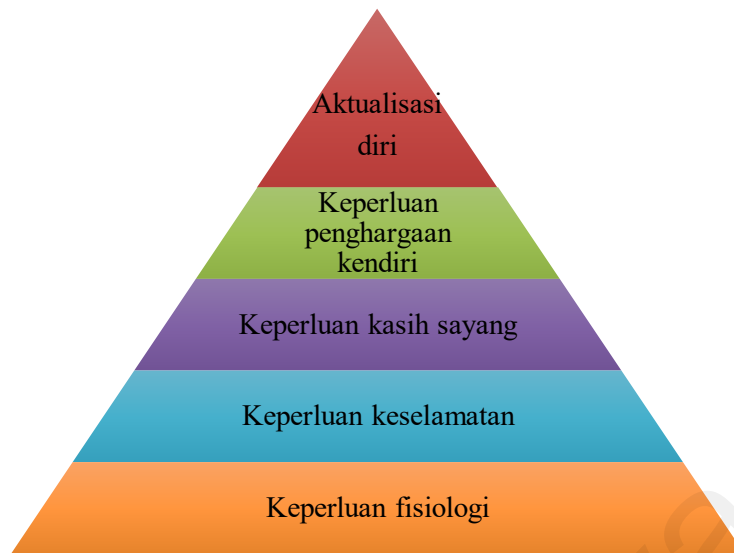 Aktualisasi
diri
Keperluan
penghargaan
kendiri
Keperluan kasih sayang
Keperluan keselamatan
Keperluan fisiologi